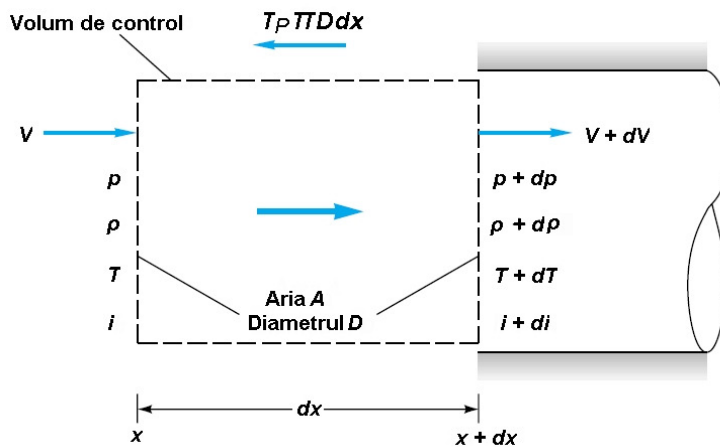 T_P π D dx
Volum de control
V
V + dV
p
p + dp
ρ
ρ + dρ
T
T + dT
Aria A
Diametrul D
i
i + di
dx
x
x + dx